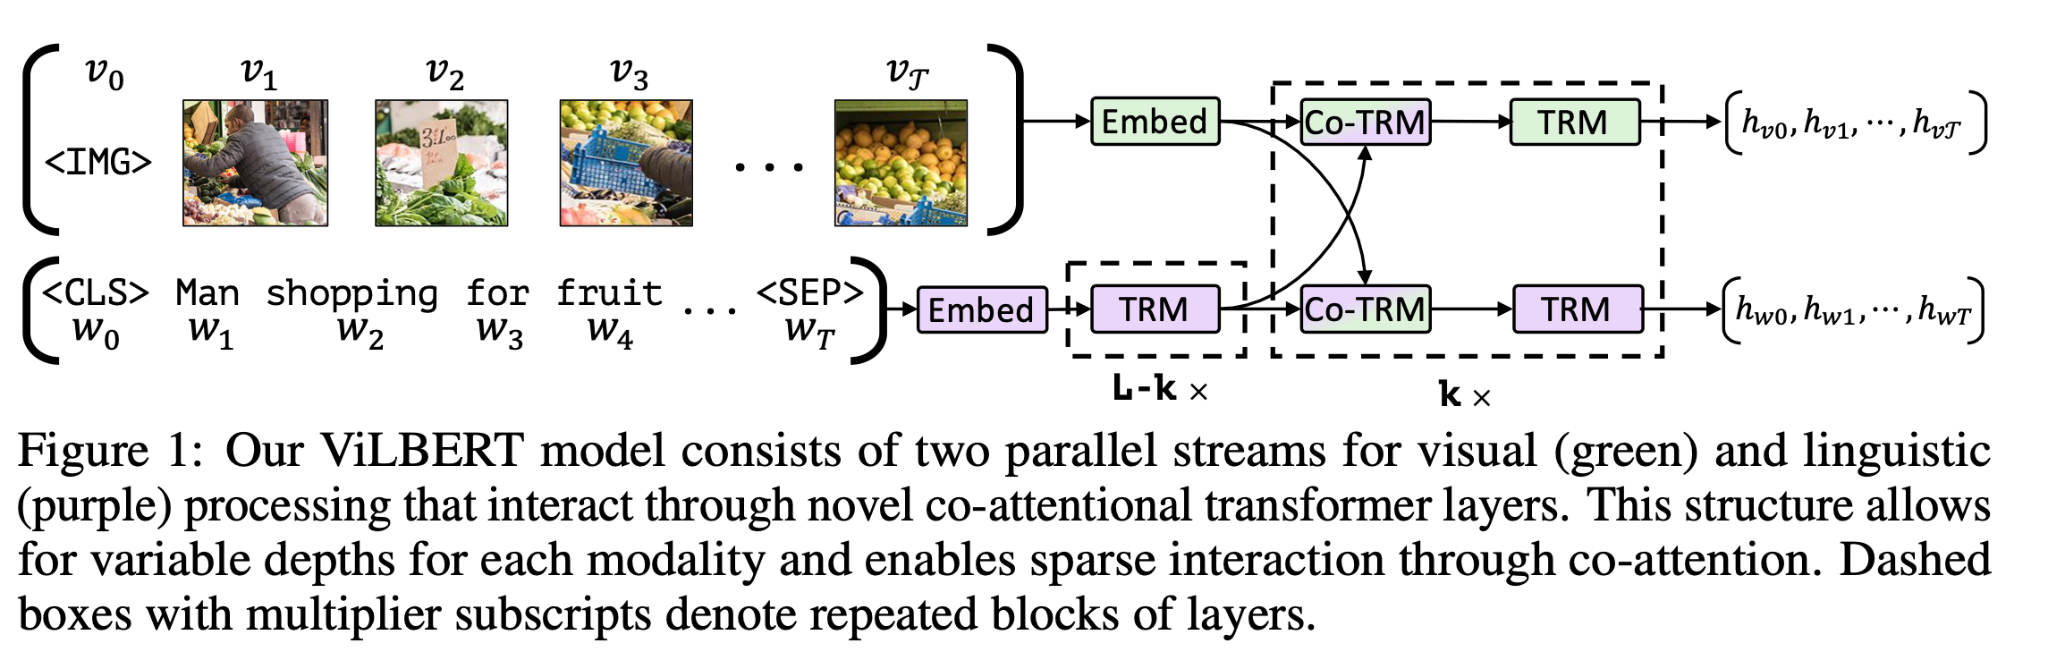 v0 v1 v2 v3 v𝒯
<IMG> ... 
3
<CLS> Man shopping for fruit ... <SEP>
w0 w1 w2 w3 w4 wT
Embed Co-TRM TRM (hv0, hv1, ⋯, hv𝒯)
Embed TRM Co-TRM TRM (hw0, hw1, ⋯, hwT)
L-k × k ×
Figure 1: Our ViLBERT model consists of two parallel streams for visual (green) and linguistic
(purple) processing that interact through novel co-attentional transformer layers. This structure allows
for variable depths for each modality and enables sparse interaction through co-attention. Dashed
boxes with multiplier subscripts denote repeated blocks of layers.